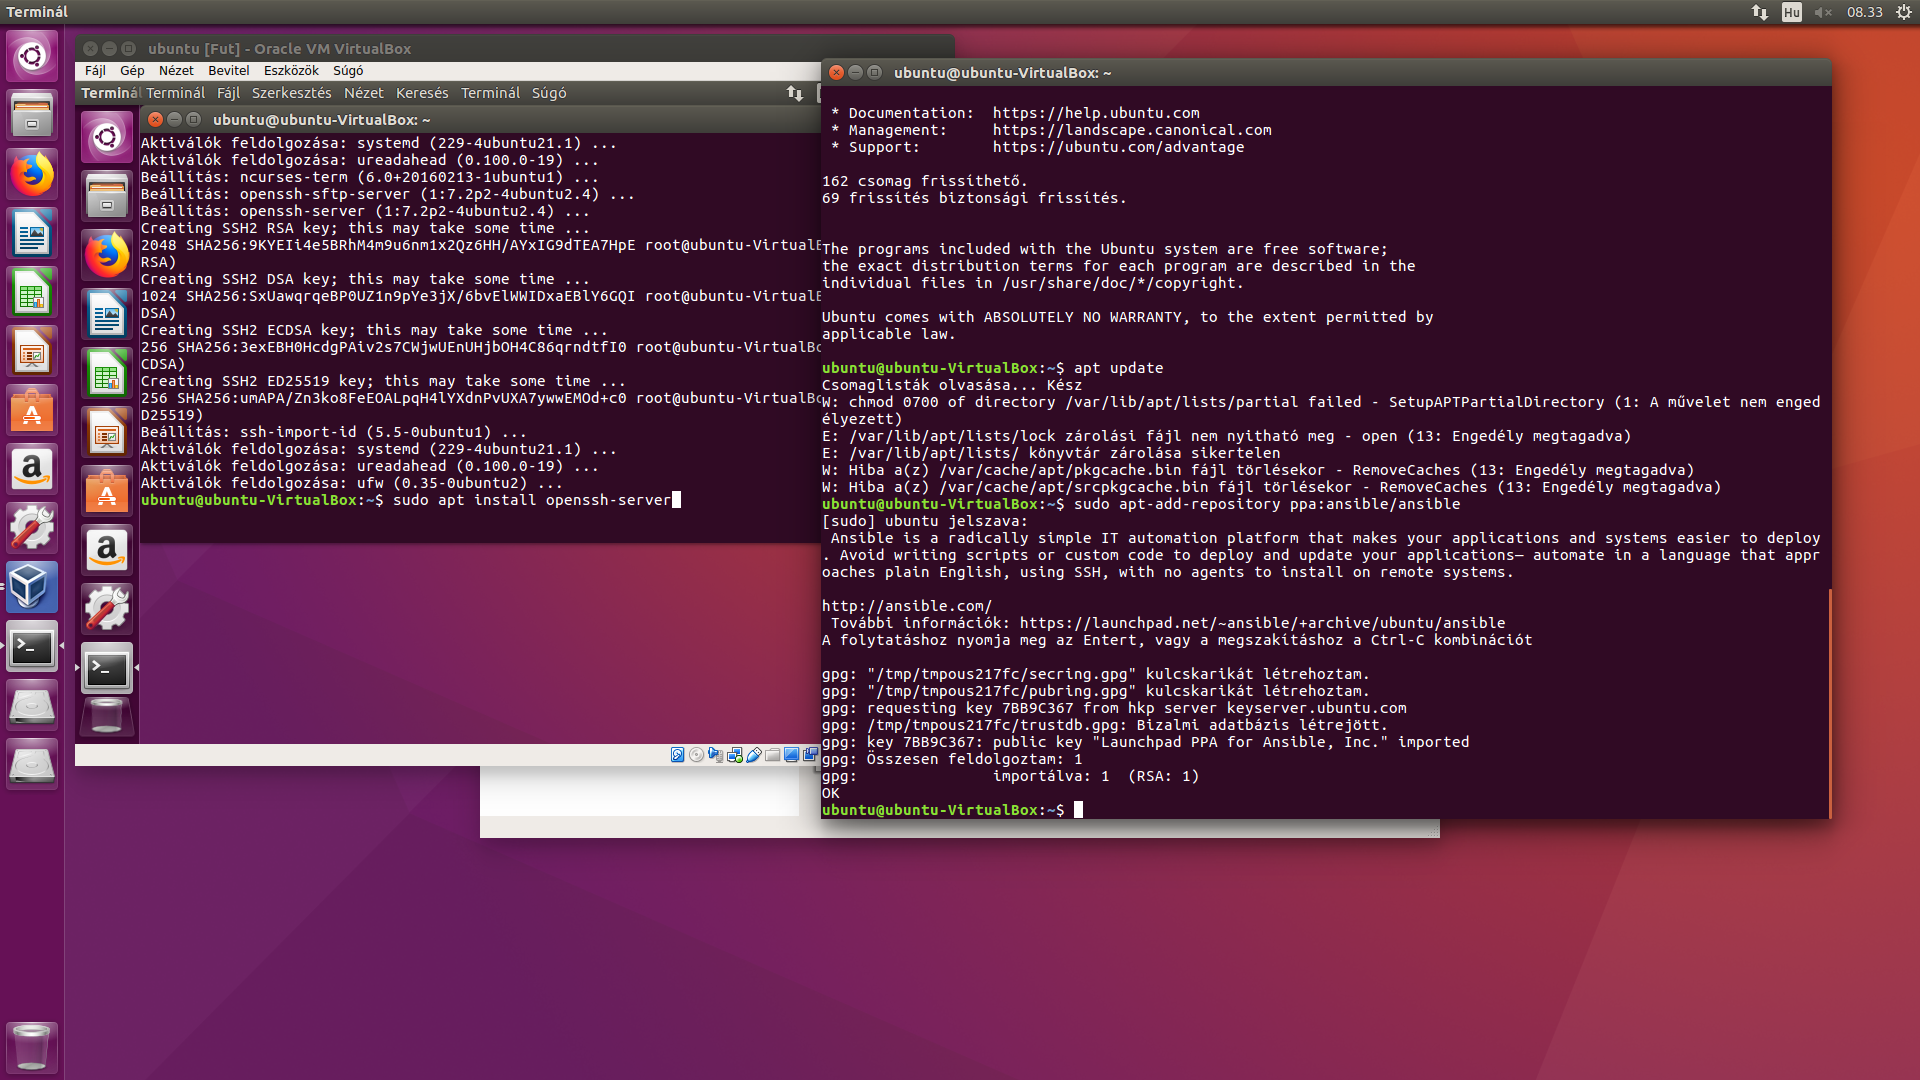 Terminál
Hu
08.33
ubuntu [Fut] - Oracle VM VirtualBox
Fájl Gép Nézet Bevitel Eszközök Súgó
Terminál Terminál Fájl Szerkesztés Nézet Keresés Terminál Súgó
ubuntu@ubuntu-VirtualBox: ~
Aktiválók feldolgozása: systemd (229-4ubuntu21.1) ...
Aktiválók feldolgozása: ureadahead (0.100.0-19) ...
Beállítás: ncurses-term (6.0+20160213-1ubuntu1) ...
Beállítás: openssh-sftp-server (1:7.2p2-4ubuntu2.4) ...
Beállítás: openssh-server (1:7.2p2-4ubuntu2.4) ...
Creating SSH2 RSA key; this may take some time ...
2048 SHA256:9KYEIi4e5BRhM4m9u6nm1x2Qz6HH/AYxIG9dTEA7HpE root@ubuntu-Virtual
RSA)
Creating SSH2 DSA key; this may take some time ...
1024 SHA256:SxUawqrqeBP0UZ1n9pYe3jX/6bvElWWIDxaEBlY6GQI root@ubuntu-Virtual
DSA)
Creating SSH2 ECDSA key; this may take some time ...
256 SHA256:3exEBH0HcdgPAiv2s7CWjwUEnUHjbOH4C86qrndtfI0 root@ubuntu-VirtualB
CDSA)
Creating SSH2 ED25519 key; this may take some time ...
256 SHA256:umAPA/Zn3ko8FeEOALpqH4lYXdnPvUXA7ywwEMOd+c0 root@ubuntu-VirtualB
D25519)
Beállítás: ssh-import-id (5.5-0ubuntu1) ...
Aktiválók feldolgozása: systemd (229-4ubuntu21.1) ...
Aktiválók feldolgozása: ureadahead (0.100.0-19) ...
Aktiválók feldolgozása: ufw (0.35-0ubuntu2) ...
ubuntu@ubuntu-VirtualBox:~$ sudo apt install openssh-server
ubuntu@ubuntu-VirtualBox: ~
* Documentation:  https://help.ubuntu.com
* Management:     https://landscape.canonical.com
* Support:        https://ubuntu.com/advantage
162 csomag frissíthető.
69 frissítés biztonsági frissítés.
The programs included with the Ubuntu system are free software;
the exact distribution terms for each program are described in the
individual files in /usr/share/doc/*/copyright.
Ubuntu comes with ABSOLUTELY NO WARRANTY, to the extent permitted by
applicable law.
ubuntu@ubuntu-VirtualBox:~$ apt update
Csomaglisták olvasása... Kész
W: chmod 0700 of directory /var/lib/apt/lists/partial failed - SetupAPTPartialDirectory (1: A művelet nem enged
élyezett)
E: /var/lib/apt/lists/lock zárolási fájl nem nyitható meg - open (13: Engedély megtagadva)
E: /var/lib/apt/lists/ könyvtár zárolása sikertelen
W: Hiba a(z) /var/cache/apt/pkgcache.bin fájl törlésekor - RemoveCaches (13: Engedély megtagadva)
W: Hiba a(z) /var/cache/apt/srcpkgcache.bin fájl törlésekor - RemoveCaches (13: Engedély megtagadva)
ubuntu@ubuntu-VirtualBox:~$ sudo apt-add-repository ppa:ansible/ansible
[sudo] ubuntu jelszava:
Ansible is a radically simple IT automation platform that makes your applications and systems easier to deploy
. Avoid writing scripts or custom code to deploy and update your applications— automate in a language that appr
oaches plain English, using SSH, with no agents to install on remote systems.
http://ansible.com/
További információk: https://launchpad.net/~ansible/+archive/ubuntu/ansible
A folytatáshoz nyomja meg az Entert, vagy a megszakításhoz a Ctrl-C kombinációt
gpg: "/tmp/tmpous217fc/secring.gpg" kulcskarikát létrehoztam.
gpg: "/tmp/tmpous217fc/pubring.gpg" kulcskarikát létrehoztam.
gpg: requesting key 7BB9C367 from hkp server keyserver.ubuntu.com
gpg: /tmp/tmpous217fc/trustdb.gpg: Bizalmi adatbázis létrejött.
gpg: key 7BB9C367: public key "Launchpad PPA for Ansible, Inc." imported
gpg: Összesen feldolgoztam: 1
gpg:               importálva: 1  (RSA: 1)
OK
ubuntu@ubuntu-VirtualBox:~$